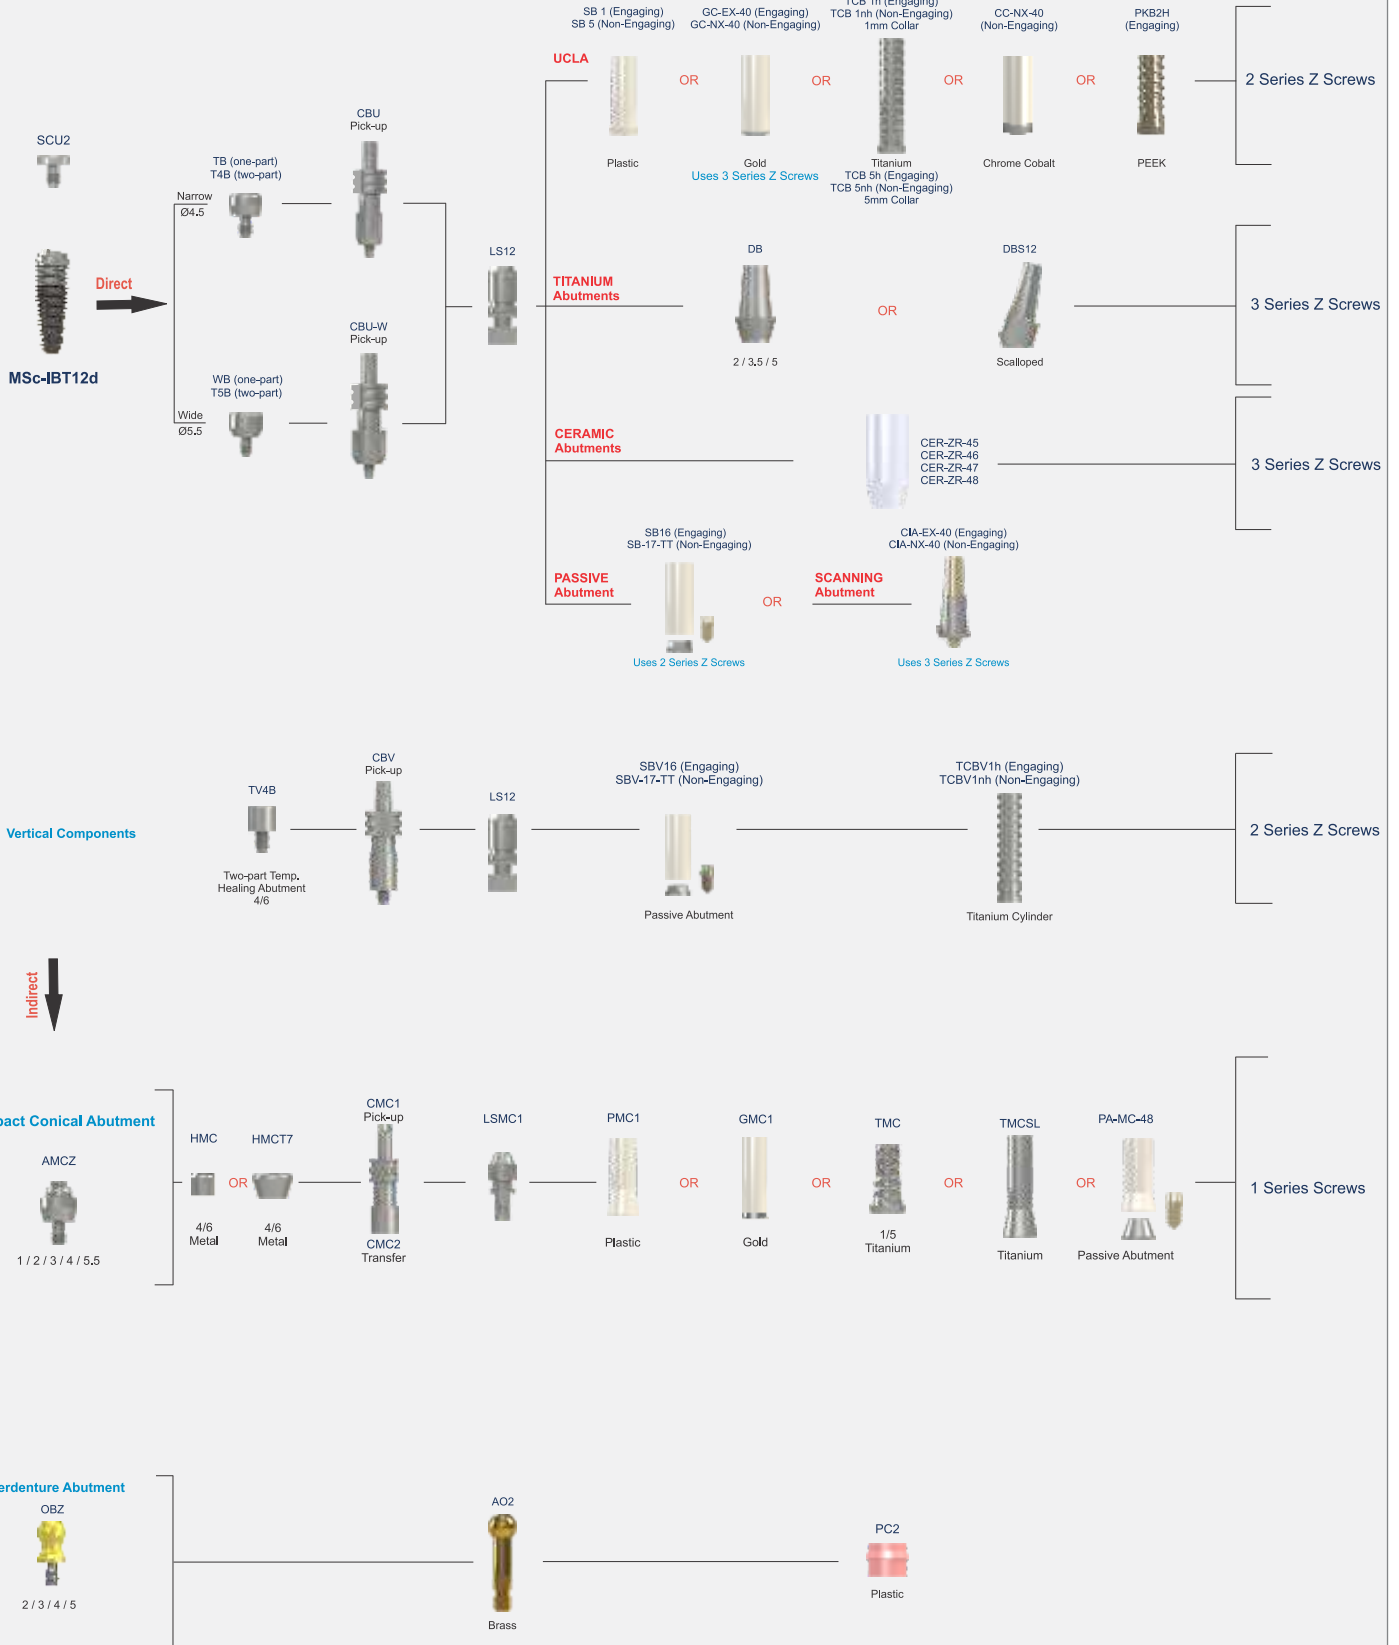 SB 1 (Engaging)
SB 5 (Non-Engaging)
GC-EX-40 (Engaging)
GC-NX-40 (Non-Engaging)
TCB 1h (Engaging)
TCB 1nh (Non-Engaging)
1mm Collar
CC-NX-40
(Non-Engaging)
PKB2H
(Engaging)
UCLA
OR
OR
OR
OR
2 Series Z Screws
Plastic
Gold
Uses 3 Series Z Screws
Titanium
TCB 5h (Engaging)
TCB 5nh (Non-Engaging)
5mm Collar
Chrome Cobalt
PEEK
SCU2
CBU
Pick-up
TB (one-part)
T4B (two-part)
Narrow
Ø4.5
LS12
Direct
MSc-IBT12d
CBU-W
Pick-up
WB (one-part)
T5B (two-part)
Wide
Ø5.5
TITANIUM
Abutments
DB
2 / 3.5 / 5
OR
DBS12
Scalloped
3 Series Z Screws
CERAMIC
Abutments
CER-ZR-45
CER-ZR-46
CER-ZR-47
CER-ZR-48
3 Series Z Screws
SB16 (Engaging)
SB-17-TT (Non-Engaging)
CIA-EX-40 (Engaging)
CIA-NX-40 (Non-Engaging)
PASSIVE
Abutment
OR
SCANNING
Abutment
Uses 2 Series Z Screws
Uses 3 Series Z Screws
Vertical Components
TV4B
Two-part Temp.
Healing Abutment
4/6
CBV
Pick-up
LS12
SBV16 (Engaging)
SBV-17-TT (Non-Engaging)
Passive Abutment
TCBV1h (Engaging)
TCBV1nh (Non-Engaging)
Titanium Cylinder
2 Series Z Screws
Indirect
pact Conical Abutment
AMCZ
1 / 2 / 3 / 4 / 5.5
HMC
4/6
Metal
OR
HMCT7
4/6
Metal
CMC1
Pick-up
CMC2
Transfer
LSMC1
PMC1
Plastic
OR
GMC1
Gold
OR
TMC
1/5
Titanium
OR
TMCSL
Titanium
OR
PA-MC-48
Passive Abutment
1 Series Screws
erdenture Abutment
OBZ
2 / 3 / 4 / 5
AO2
Brass
PC2
Plastic